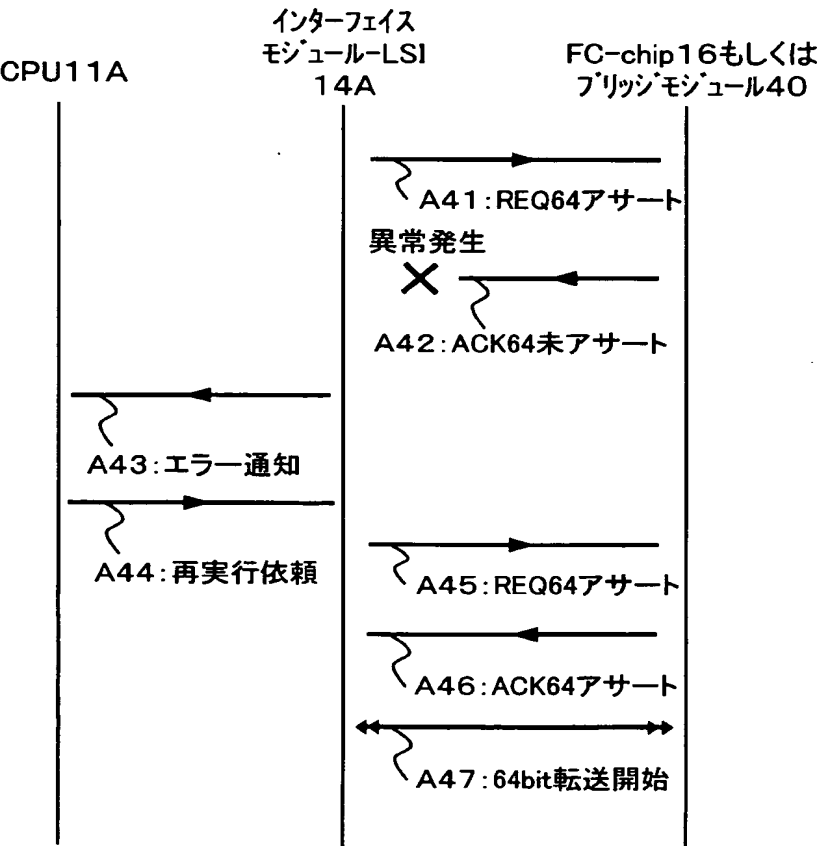 CPU11A
インターフェイス
モジュール-LSI
14A
FC-chip16もしくは
ブリッジモジュール40
A41:REQ64アサート
異常発生
A42:ACK64未アサート
A43:エラー通知
A44:再実行依頼
A45:REQ64アサート
A46:ACK64アサート
A47:64bit転送開始